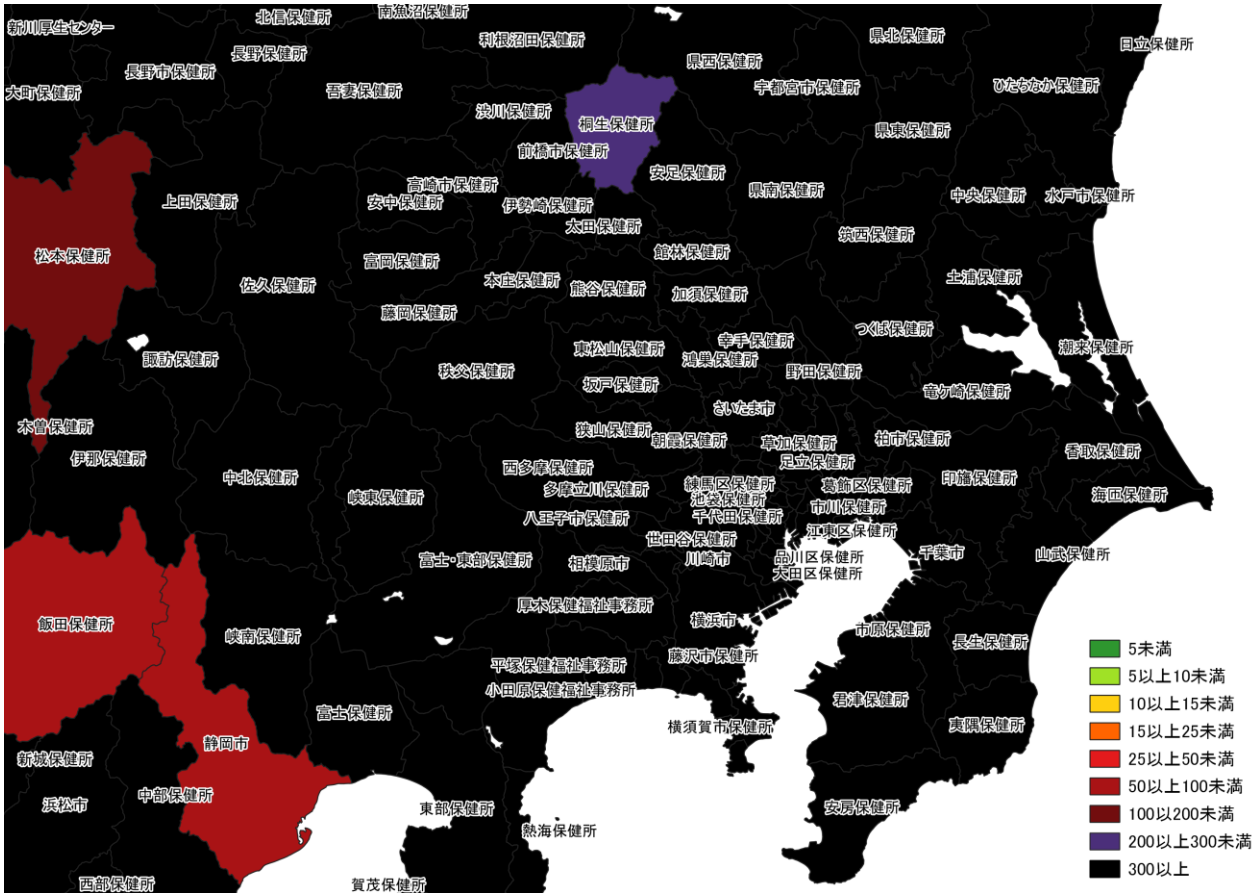 北信保健所
南魚沼保健所
新川厚生センター
長野保健所
利根沼田保健所
県北保健所
日立保健所
長野市保健所
県西保健所
大町保健所
吾妻保健所
宇都宮市保健所
ひたちなか保健所
渋川保健所
桐生保健所
県東保健所
前橋市保健所
安足保健所
高崎市保健所
県南保健所
上田保健所
安中保健所
伊勢崎保健所
中央保健所
水戸市保健所
太田保健所
筑西保健所
松本保健所
富岡保健所
館林保健所
佐久保健所
本庄保健所
熊谷保健所
加須保健所
土浦保健所
藤岡保健所
つくば保健所
幸手保健所
諏訪保健所
東松山保健所
鴻巣保健所
潮来保健所
秩父保健所
坂戸保健所
野田保健所
竜ケ崎保健所
さいたま市
木曽保健所
狭山保健所
朝霞保健所
草加保健所
柏市保健所
伊那保健所
足立保健所
香取保健所
中北保健所
西多摩保健所
練馬区保健所
葛飾区保健所
印旛保健所
峡東保健所
多摩立川保健所
池袋保健所
市川保健所
海匝保健所
八王子市保健所
千代田保健所
江東区保健所
世田谷保健所
富士・東部保健所
相模原市
川崎市
品川区保健所
千葉市
山武保健所
大田区保健所
厚木保健福祉事務所
飯田保健所
峡南保健所
横浜市
市原保健所
長生保健所
藤沢市保健所
平塚保健福祉事務所
小田原保健福祉事務所
君津保健所
富士保健所
横須賀市保健所
夷隅保健所
静岡市
新城保健所
中部保健所
浜松市
東部保健所
安房保健所
熱海保健所
西部保健所
賀茂保健所
5未満
5以上10未満
10以上15未満
15以上25未満
25以上50未満
50以上100未満
100以200未満
200以上300未満
300以上